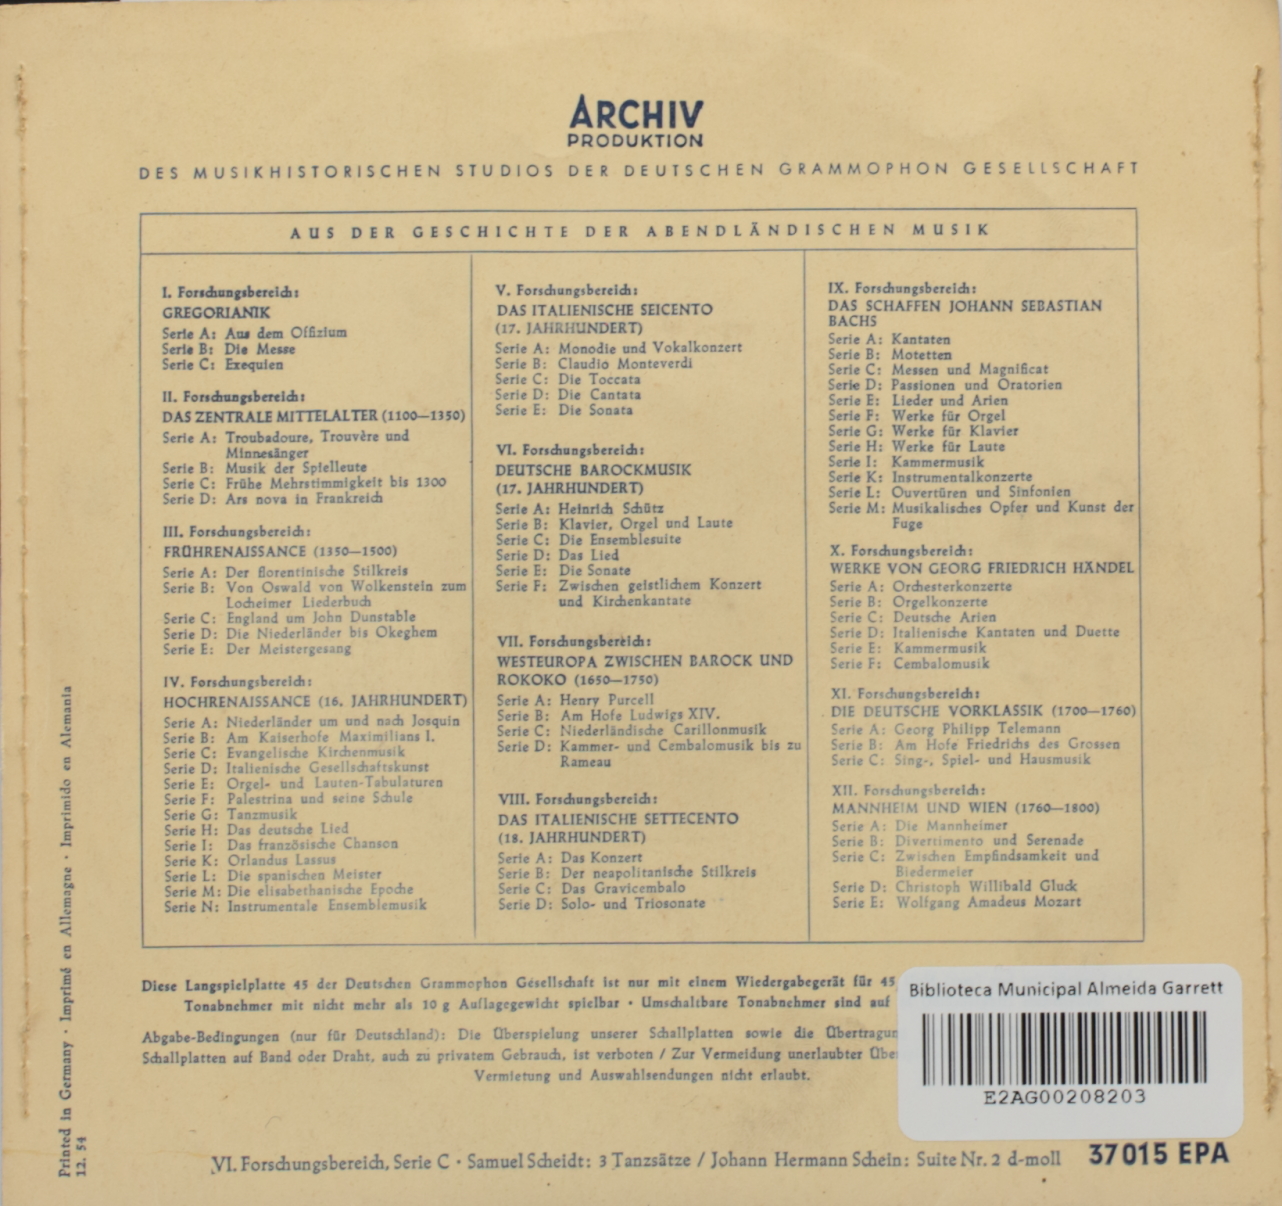 ARCHIV
PRODUKTION
DES MUSIKHISTORISCHEN STUDIOS DER DEUTSCHEN GRAMMOPHON GESELLSCHAFT
AUS DER GESCHICHTE DER ABENDLÄNDISCHEN MUSIK
I. Forschungsbereich:
GREGORIANIK
Serie A: Aus dem Offizium
Serie B: Die Messe
Serie C: Exequien
II. Forschungsbereich:
DAS ZENTRALE MITTELALTER (1100—1350)
Serie A: Troubadoure, Trouvère und
Minnesänger
Serie B: Musik der Spielleute
Serie C: Frühe Mehrstimmigkeit bis 1300
Serie D: Ars nova in Frankreich
III. Forschungsbereich:
FRÜHRENAISSANCE (1350—1500)
Serie A: Der florentinische Stilkreis
Serie B: Von Oswald von Wolkenstein zum
Locheimer Liederbuch
Serie C: England um John Dunstable
Serie D: Die Niederländer bis Okeghem
Serie E: Der Meistergesang
IV. Forschungsbereich:
HOCHRENAISSANCE (16. JAHRHUNDERT)
Serie A: Niederländer um und nach Josquin
Serie B: Am Kaiserhofe Maximilians I.
Serie C: Evangelische Kirchenmusik
Serie D: Italienische Gesellschaftskunst
Serie E: Orgel- und Lauten-Tabulaturen
Serie F: Palestrina und seine Schule
Serie G: Tanzmusik
Serie H: Das deutsche Lied
Serie I: Das französische Chanson
Serie K: Orlandus Lassus
Serie L: Die spanischen Meister
Serie M: Die elisabethanische Epoche
Serie N: Instrumentale Ensemblemusik
V. Forschungsbereich:
DAS ITALIENISCHE SEICENTO
(17. JAHRHUNDERT)
Serie A: Monodie und Vokalkonzert
Serie B: Claudio Monteverdi
Serie C: Die Toccata
Serie D: Die Cantata
Serie E: Die Sonata
VI. Forschungsbereich:
DEUTSCHE BAROCKMUSIK
(17. JAHRHUNDERT)
Serie A: Heinrich Schütz
Serie B: Klavier, Orgel und Laute
Serie C: Die Ensemblesuite
Serie D: Das Lied
Serie E: Die Sonate
Serie F: Zwischen geistlichem Konzert
und Kirchenkantate
VII. Forschungsbereich:
WESTEUROPA ZWISCHEN BAROCK UND
ROKOKO (1650—1750)
Serie A: Henry Purcell
Serie B: Am Hofe Ludwigs XIV.
Serie C: Niederländische Carillonmusik
Serie D: Kammer- und Cembalomusik bis zu
Rameau
VIII. Forschungsbereich:
DAS ITALIENISCHE SETTECENTO
(18. JAHRHUNDERT)
Serie A: Das Konzert
Serie B: Der neapolitanische Stilkreis
Serie C: Das Gravicembalo
Serie D: Solo- und Triosonate
IX. Forschungsbereich:
DAS SCHAFFEN JOHANN SEBASTIAN
BACHS
Serie A: Kantaten
Serie B: Motetten
Serie C: Messen und Magnificat
Serie D: Passionen und Oratorien
Serie E: Lieder und Arien
Serie F: Werke für Orgel
Serie G: Werke für Klavier
Serie H: Werke für Laute
Serie I: Kammermusik
Serie K: Instrumentalkonzerte
Serie L: Ouvertüren und Sinfonien
Serie M: Musikalisches Opfer und Kunst der
Fuge
X. Forschungsbereich:
WERKE VON GEORG FRIEDRICH HÄNDEL
Serie A: Orchesterkonzerte
Serie B: Orgelkonzerte
Serie C: Deutsche Arien
Serie D: Italienische Kantaten und Duette
Serie E: Kammermusik
Serie F: Cembalomusik
XI. Forschungsbereich:
DIE DEUTSCHE VORKLASSIK (1700—1760)
Serie A: Georg Philipp Telemann
Serie B: Am Hofe Friedrichs des Grossen
Serie C: Sing-, Spiel- und Hausmusik
XII. Forschungsbereich:
MANNHEIM UND WIEN (1760—1800)
Serie A: Die Mannheimer
Serie B: Divertimento und Serenade
Serie C: Zwischen Empfindsamkeit und
Biedermeier
Serie D: Christoph Willibald Gluck
Serie E: Wolfgang Amadeus Mozart
Diese Langspielplatte 45 der Deutschen Grammophon Gesellschaft ist nur mit einem Wiedergabegerät für 45
Tonabnehmer mit nicht mehr als 10 g Auflagegewicht spielbar • Umschaltbare Tonabnehmer sind auf
Abgabe-Bedingungen (nur für Deutschland): Die Überspielung unserer Schallplatten sowie die Übertragun
Schallplatten auf Band oder Draht, auch zu privatem Gebrauch, ist verboten / Zur Vermeidung unerlaubter Übe
Vermietung und Auswahlsendungen nicht erlaubt.
Biblioteca Municipal Almeida Garrett
E2AG00208203
VI. Forschungsbereich, Serie C • Samuel Scheidt: 3 Tanzsätze / Johann Hermann Schein: Suite Nr. 2 d-moll 37015 EPA
Printed in Germany • Imprimé en Allemagne • Imprimido en Alemania
12. 54